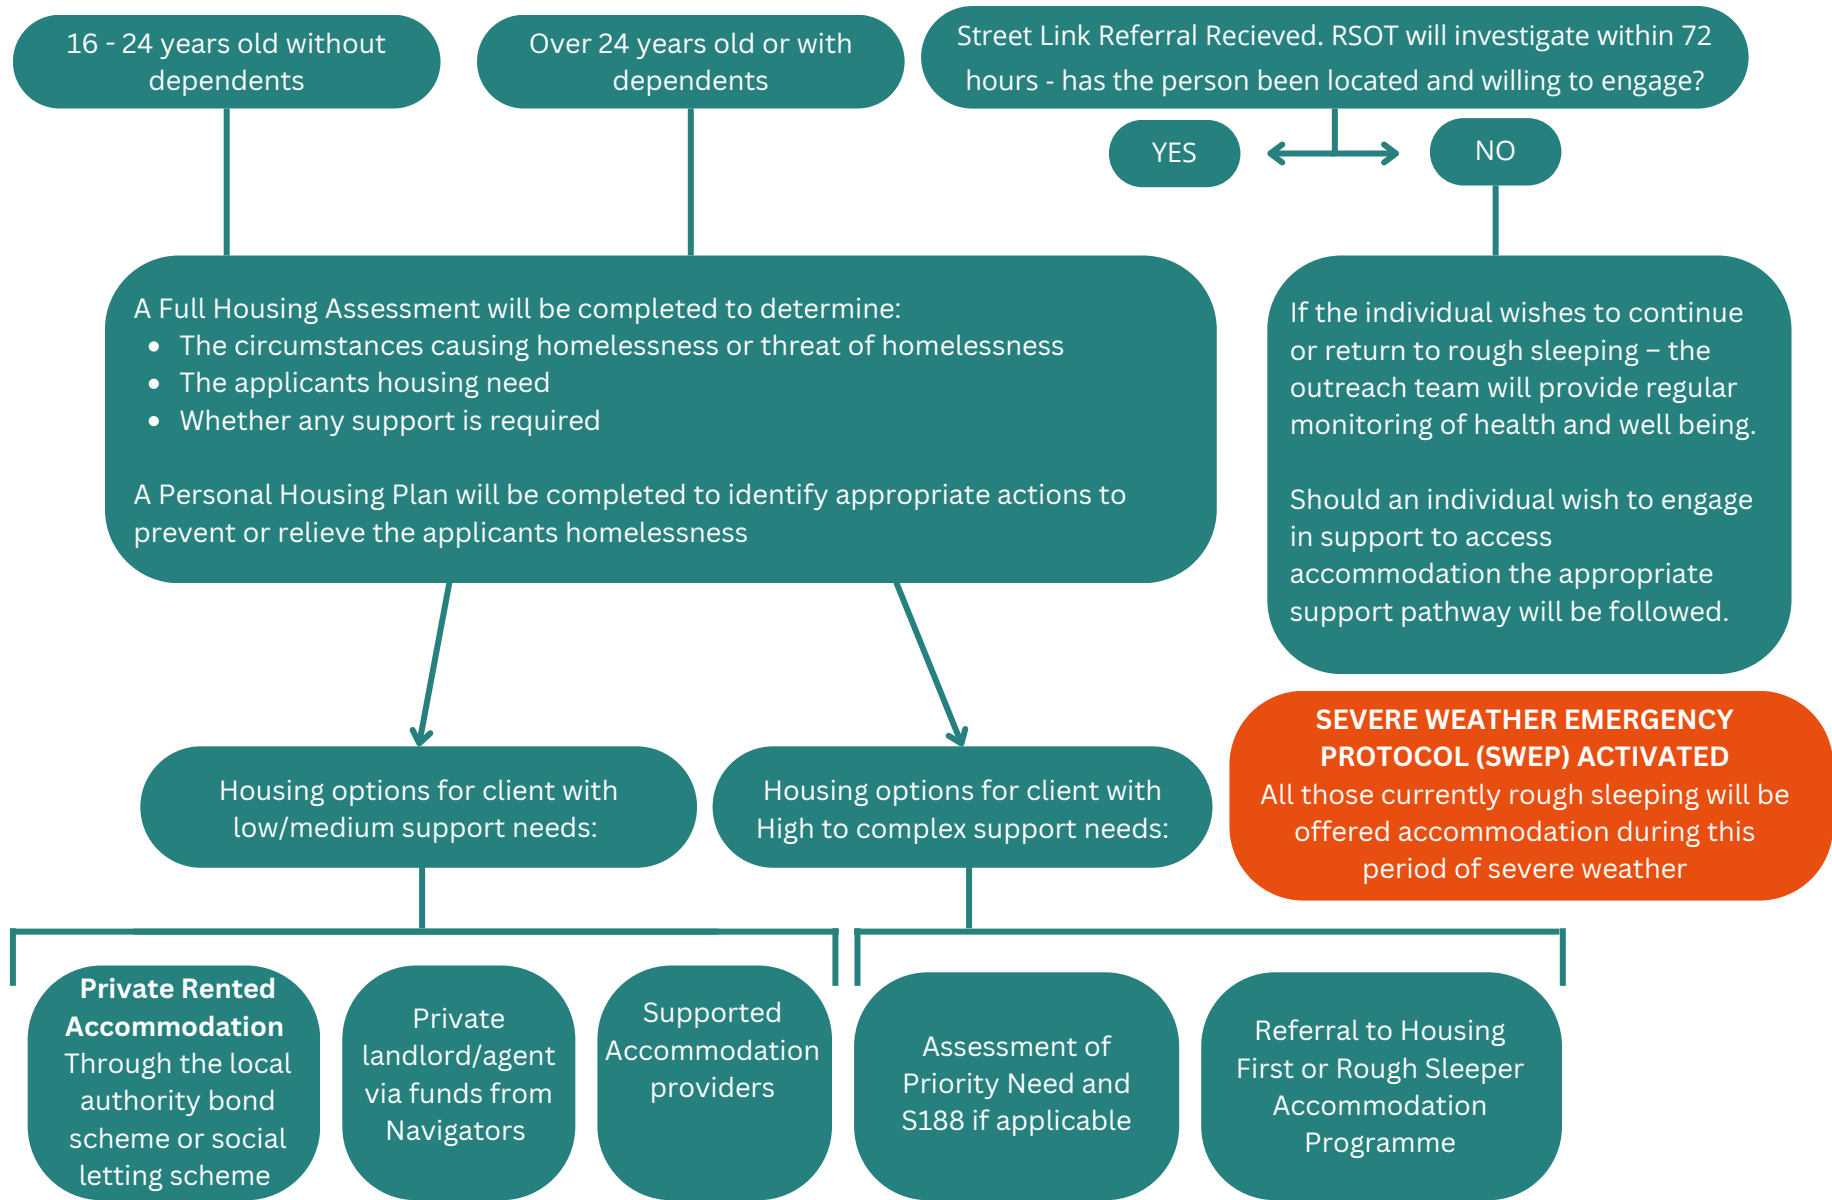 16 - 24 years old without
dependents
Over 24 years old or with
dependents
Street Link Referral Recieved. RSOT will investigate within 72
hours - has the person been located and willing to engage?
YES
NO
A Full Housing Assessment will be completed to determine:
• The circumstances causing homelessness or threat of homelessness
• The applicants housing need
• Whether any support is required
A Personal Housing Plan will be completed to identify appropriate actions to
prevent or relieve the applicants homelessness
If the individual wishes to continue
or return to rough sleeping – the
outreach team will provide regular
monitoring of health and well being.
Should an individual wish to engage
in support to access
accommodation the appropriate
support pathway will be followed.
SEVERE WEATHER EMERGENCY
PROTOCOL (SWEP) ACTIVATED
All those currently rough sleeping will be
offered accommodation during this
period of severe weather
Housing options for client with
low/medium support needs:
Housing options for client with
High to complex support needs:
Private Rented
Accommodation
Through the local
authority bond
scheme or social
letting scheme
Private
landlord/agent
via funds from
Navigators
Supported
Accommodation
providers
Assessment of
Priority Need and
S188 if applicable
Referral to Housing
First or Rough Sleeper
Accommodation
Programme